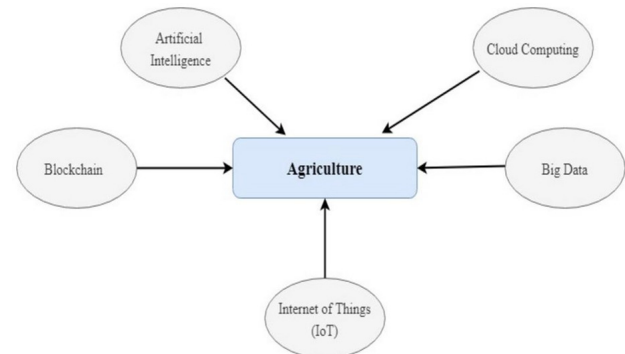 Artificial
Intelligence
Cloud Computing
Blockchain
Agriculture
Big Data
Internet of Things
(IoT)